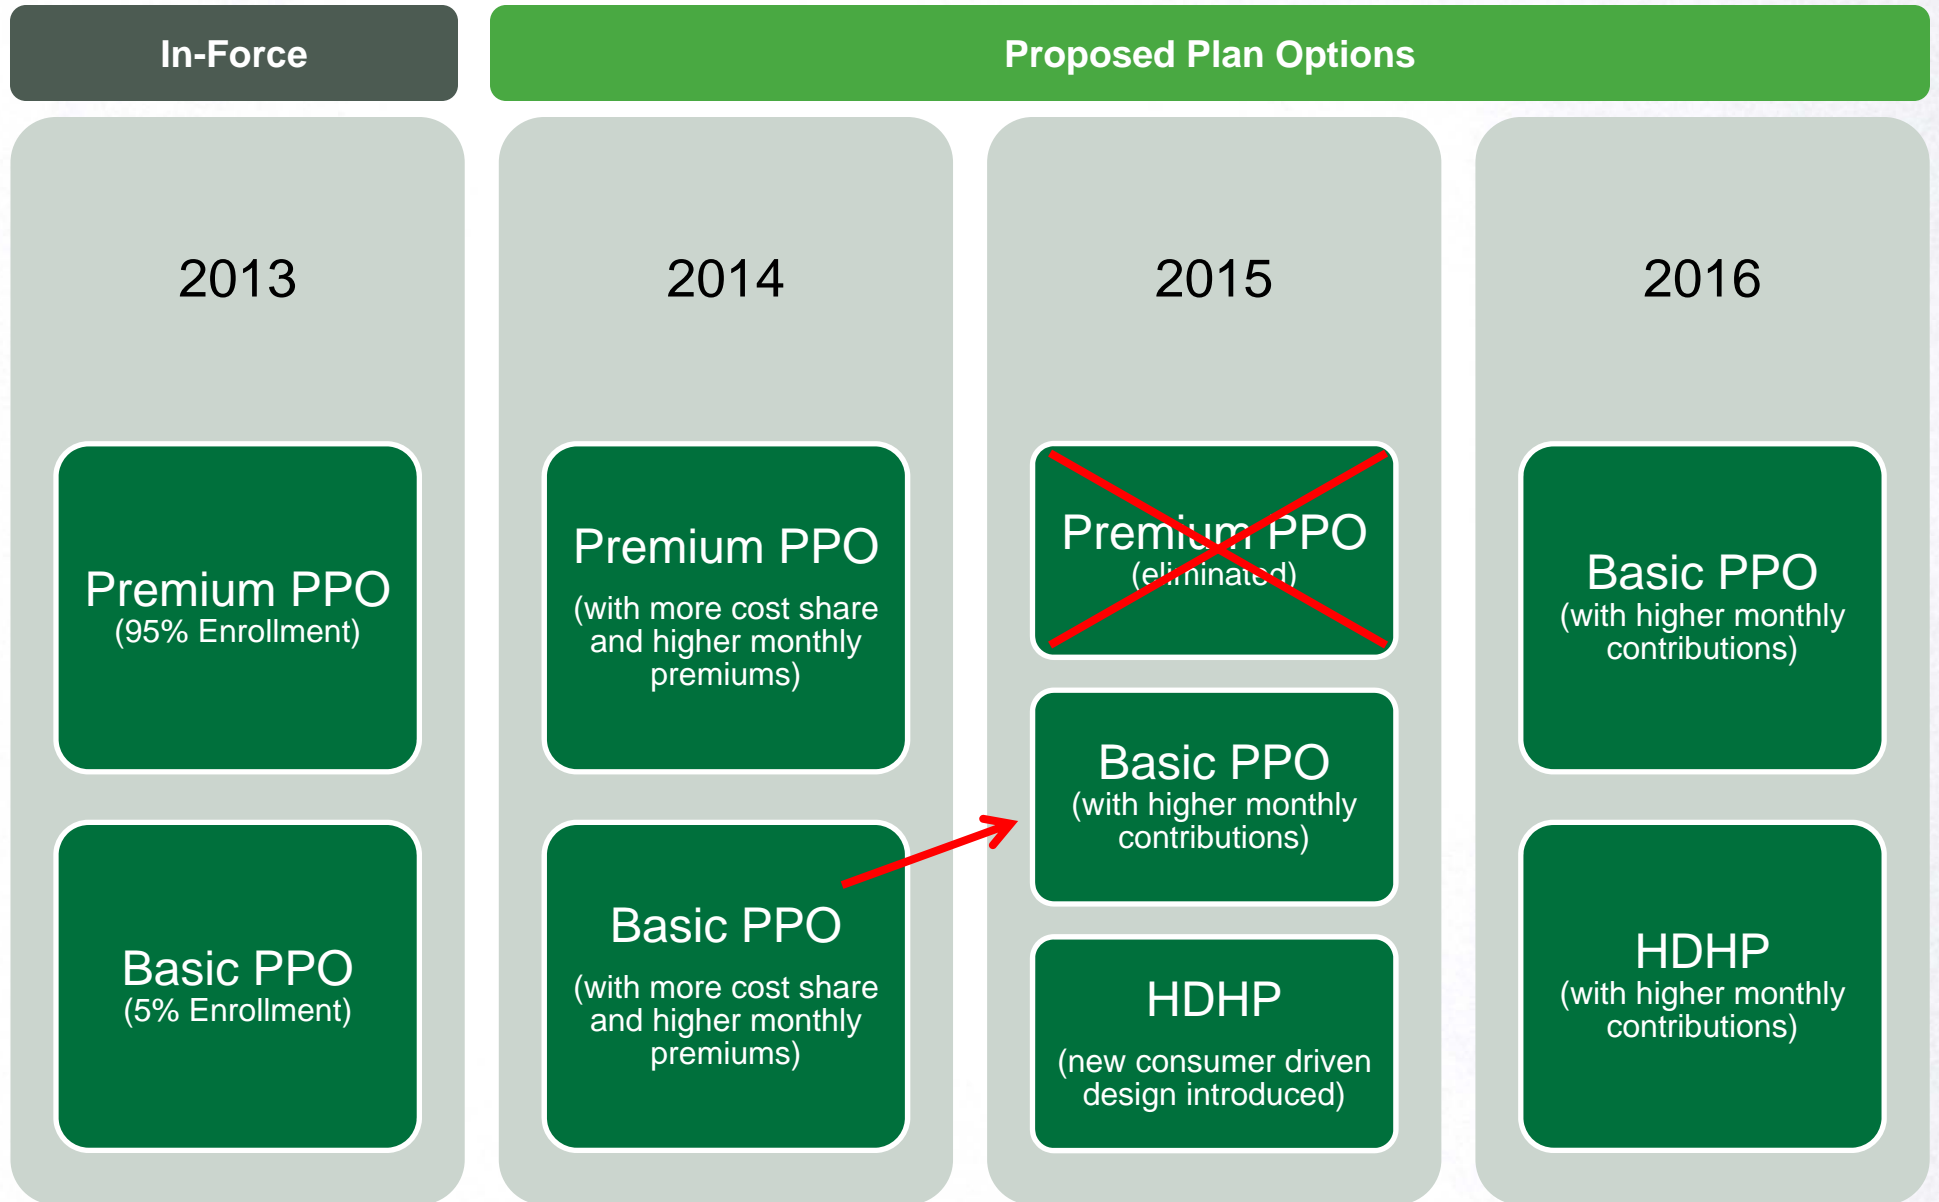 In-Force
Proposed Plan Options
2013
Premium PPO
(95% Enrollment)
Basic PPO
(5% Enrollment)
2014
Premium PPO
(with more cost share
and higher monthly
premiums)
Basic PPO
(with more cost share
and higher monthly
premiums)
2015
Premium PPO
(eliminated)
Basic PPO
(with higher monthly
contributions)
HDHP
(new consumer driven
design introduced)
2016
Basic PPO
(with higher monthly
contributions)
HDHP
(with higher monthly
contributions)